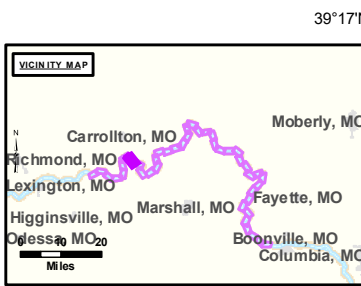 39°17'N
VICINITY MAP
N
Carrollton, MO
Moberly, MO
Richmond, MO
Lexington, MO
Fayette, MO
Marshall, MO
Higginsville, MO
Odessa, MO
Boonville, MO
Columbia, MO
0 10 20
Miles